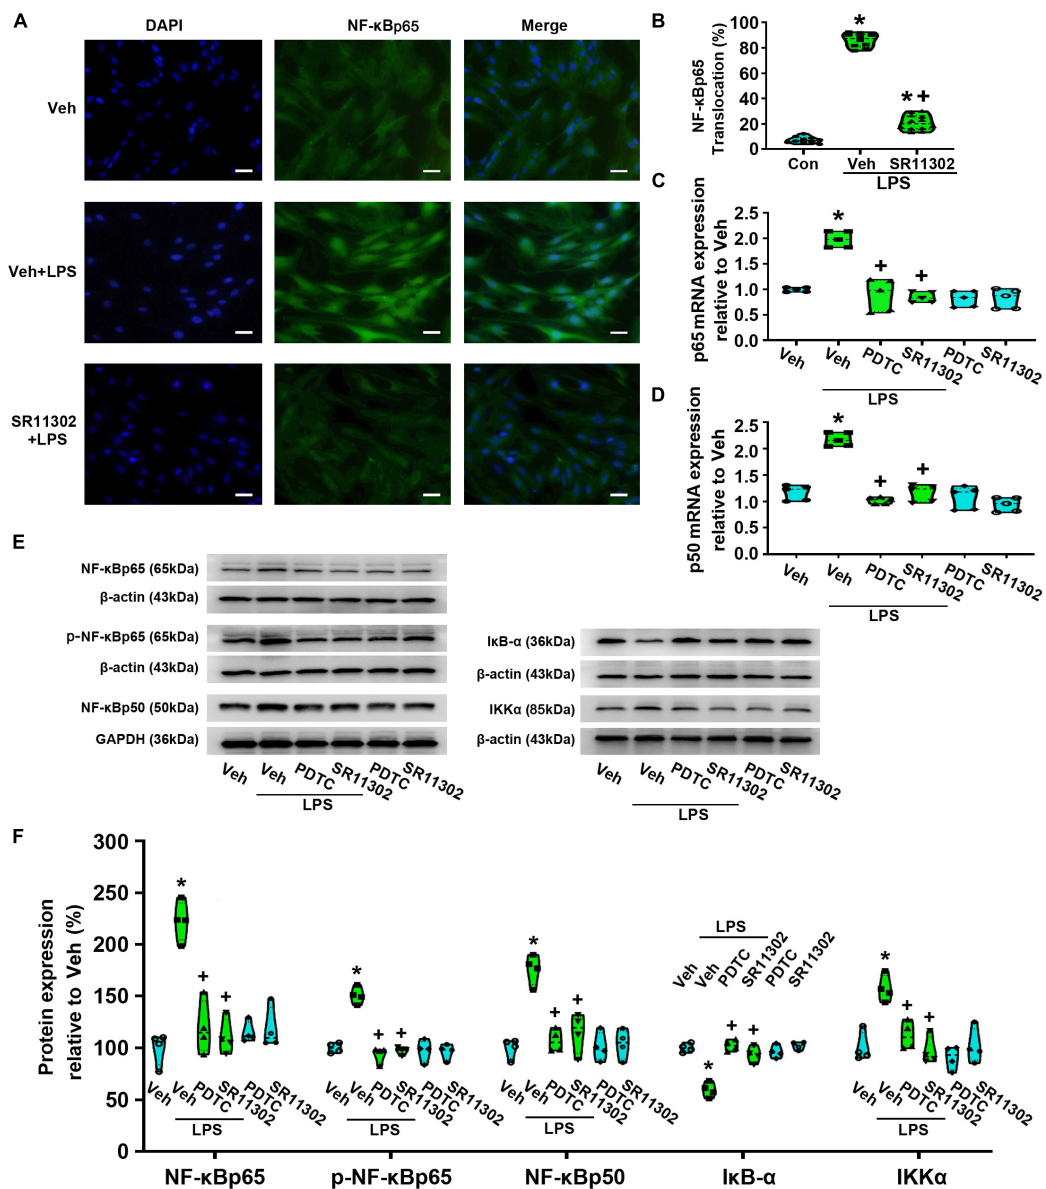 A
DAPI
NF-κBp65
Merge
Veh
Veh+LPS
SR11302
+LPS
B
NF-κBp65
Translocation (%)
100
80
60
40
20
0
*
* +
Con
Veh
SR11302
LPS
C
p65 mRNA expression
relative to Veh
2.5
2.0
1.5
1.0
0.5
0.0
*
+
+
Veh
Veh
PDTC
SR11302
PDTC
SR11302
LPS
D
p50 mRNA expression
relative to Veh
2.5
2.0
1.5
1.0
0.5
0.0
*
+
+
Veh
Veh
PDTC
SR11302
PDTC
SR11302
LPS
E
NF-κBp65 (65kDa)
β-actin (43kDa)
p-NF-κBp65 (65kDa)
β-actin (43kDa)
NF-κBp50 (50kDa)
GAPDH (36kDa)
Veh
Veh
PDTC
SR11302
PDTC
SR11302
LPS
IκB-α (36kDa)
β-actin (43kDa)
IKKα (85kDa)
β-actin (43kDa)
Veh
Veh
PDTC
SR11302
PDTC
SR11302
LPS
F
Protein expression
relative to Veh (%)
300
250
200
150
100
50
0
*
+
+
Veh
Veh
PDTC
SR11302
PDTC
SR11302
LPS
NF-κBp65
*
+
+
Veh
Veh
PDTC
SR11302
PDTC
SR11302
LPS
p-NF-κBp65
*
+
+
Veh
Veh
PDTC
SR11302
PDTC
SR11302
LPS
NF-κBp50
LPS
Veh
Veh
PDTC
SR11302
PDTC
SR11302
*
+
+
IκB-α
*
+
+
Veh
Veh
PDTC
SR11302
PDTC
SR11302
LPS
IKKα